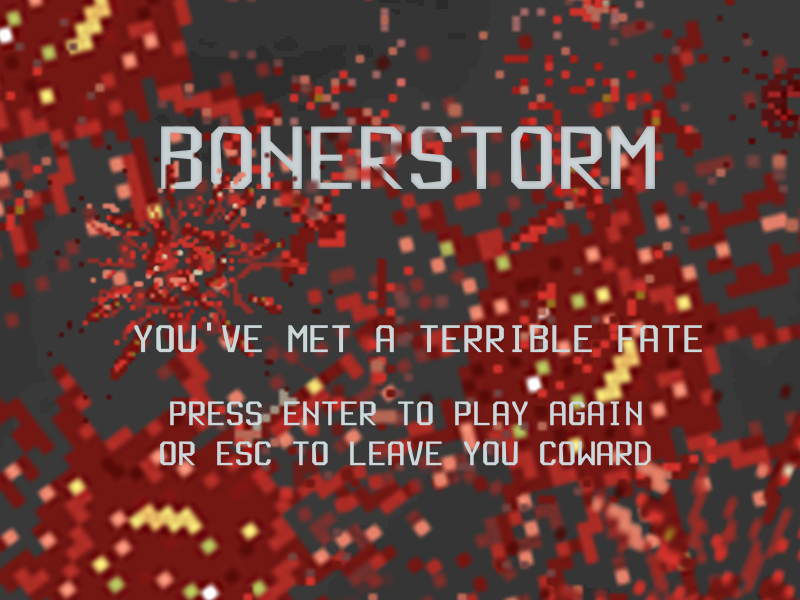 BONERSTORM
YOU'VE MET A TERRIBLE FATE
PRESS ENTER TO PLAY AGAIN
OR ESC TO LEAVE YOU COWARD